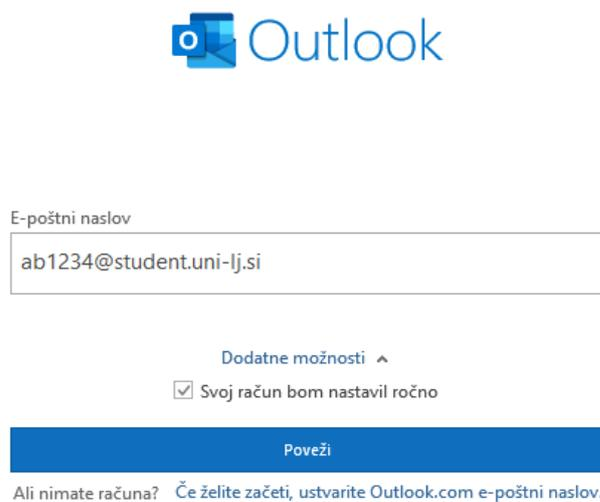 Outlook
E-poštni naslov
ab1234@student.uni-lj.si
Dodatne možnosti
Svoj račun bom nastavil ročno
Poveži
Ali nimate računa? Če želite začeti, ustvarite Outlook.com e-poštni naslov